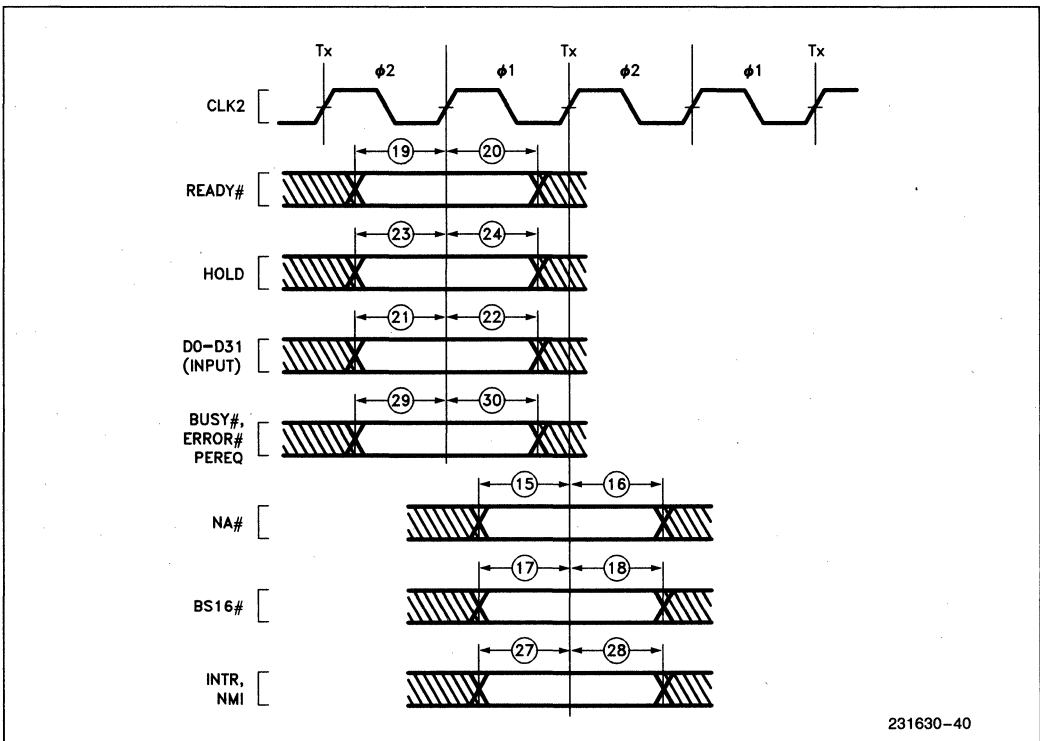 Tx Tx Tx
ϕ2 ϕ1 ϕ2 ϕ1
CLK2
19 20
READY#
23 24
HOLD
21 22
D0-D31
(INPUT)
29 30
BUSY#,
ERROR#
PEREQ
15 16
NA#
17 18
BS16#
27 28
INTR,
NMI
231630-40